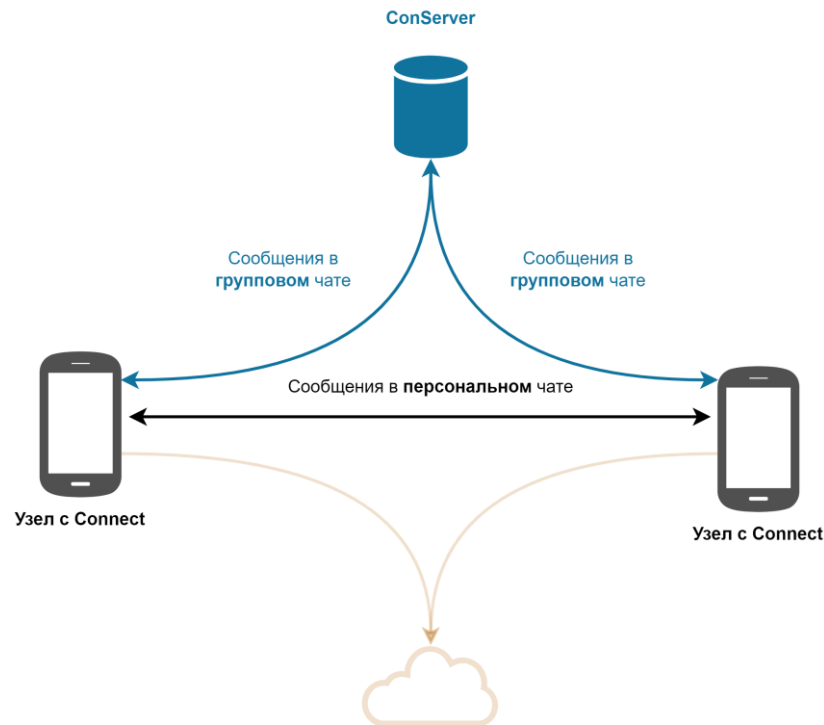 ConServer
Сообщения в
групповом чате
Сообщения в
групповом чате
Сообщения в персональном чате
Узел с Connect
Узел с Connect